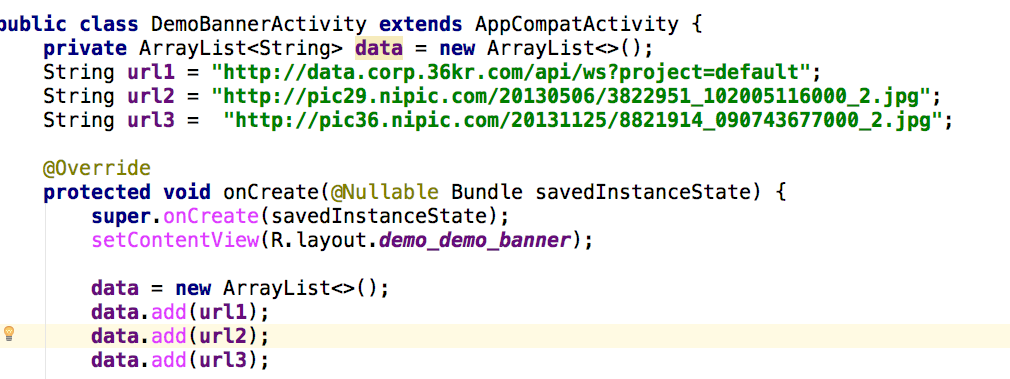 public class DemoBannerActivity extends AppCompatActivity {
    private ArrayList<String> data = new ArrayList<>();
    String url1 = "http://data.corp.36kr.com/api/ws?project=default";
    String url2 = "http://pic29.nipic.com/20130506/3822951_102005116000_2.jpg";
    String url3 =  "http://pic36.nipic.com/20131125/8821914_090743677000_2.jpg";
    @Override
    protected void onCreate(@Nullable Bundle savedInstanceState) {
        super.onCreate(savedInstanceState);
        setContentView(R.layout.demo_demo_banner);
        data = new ArrayList<>();
        data.add(url1);
        data.add(url2);
        data.add(url3);